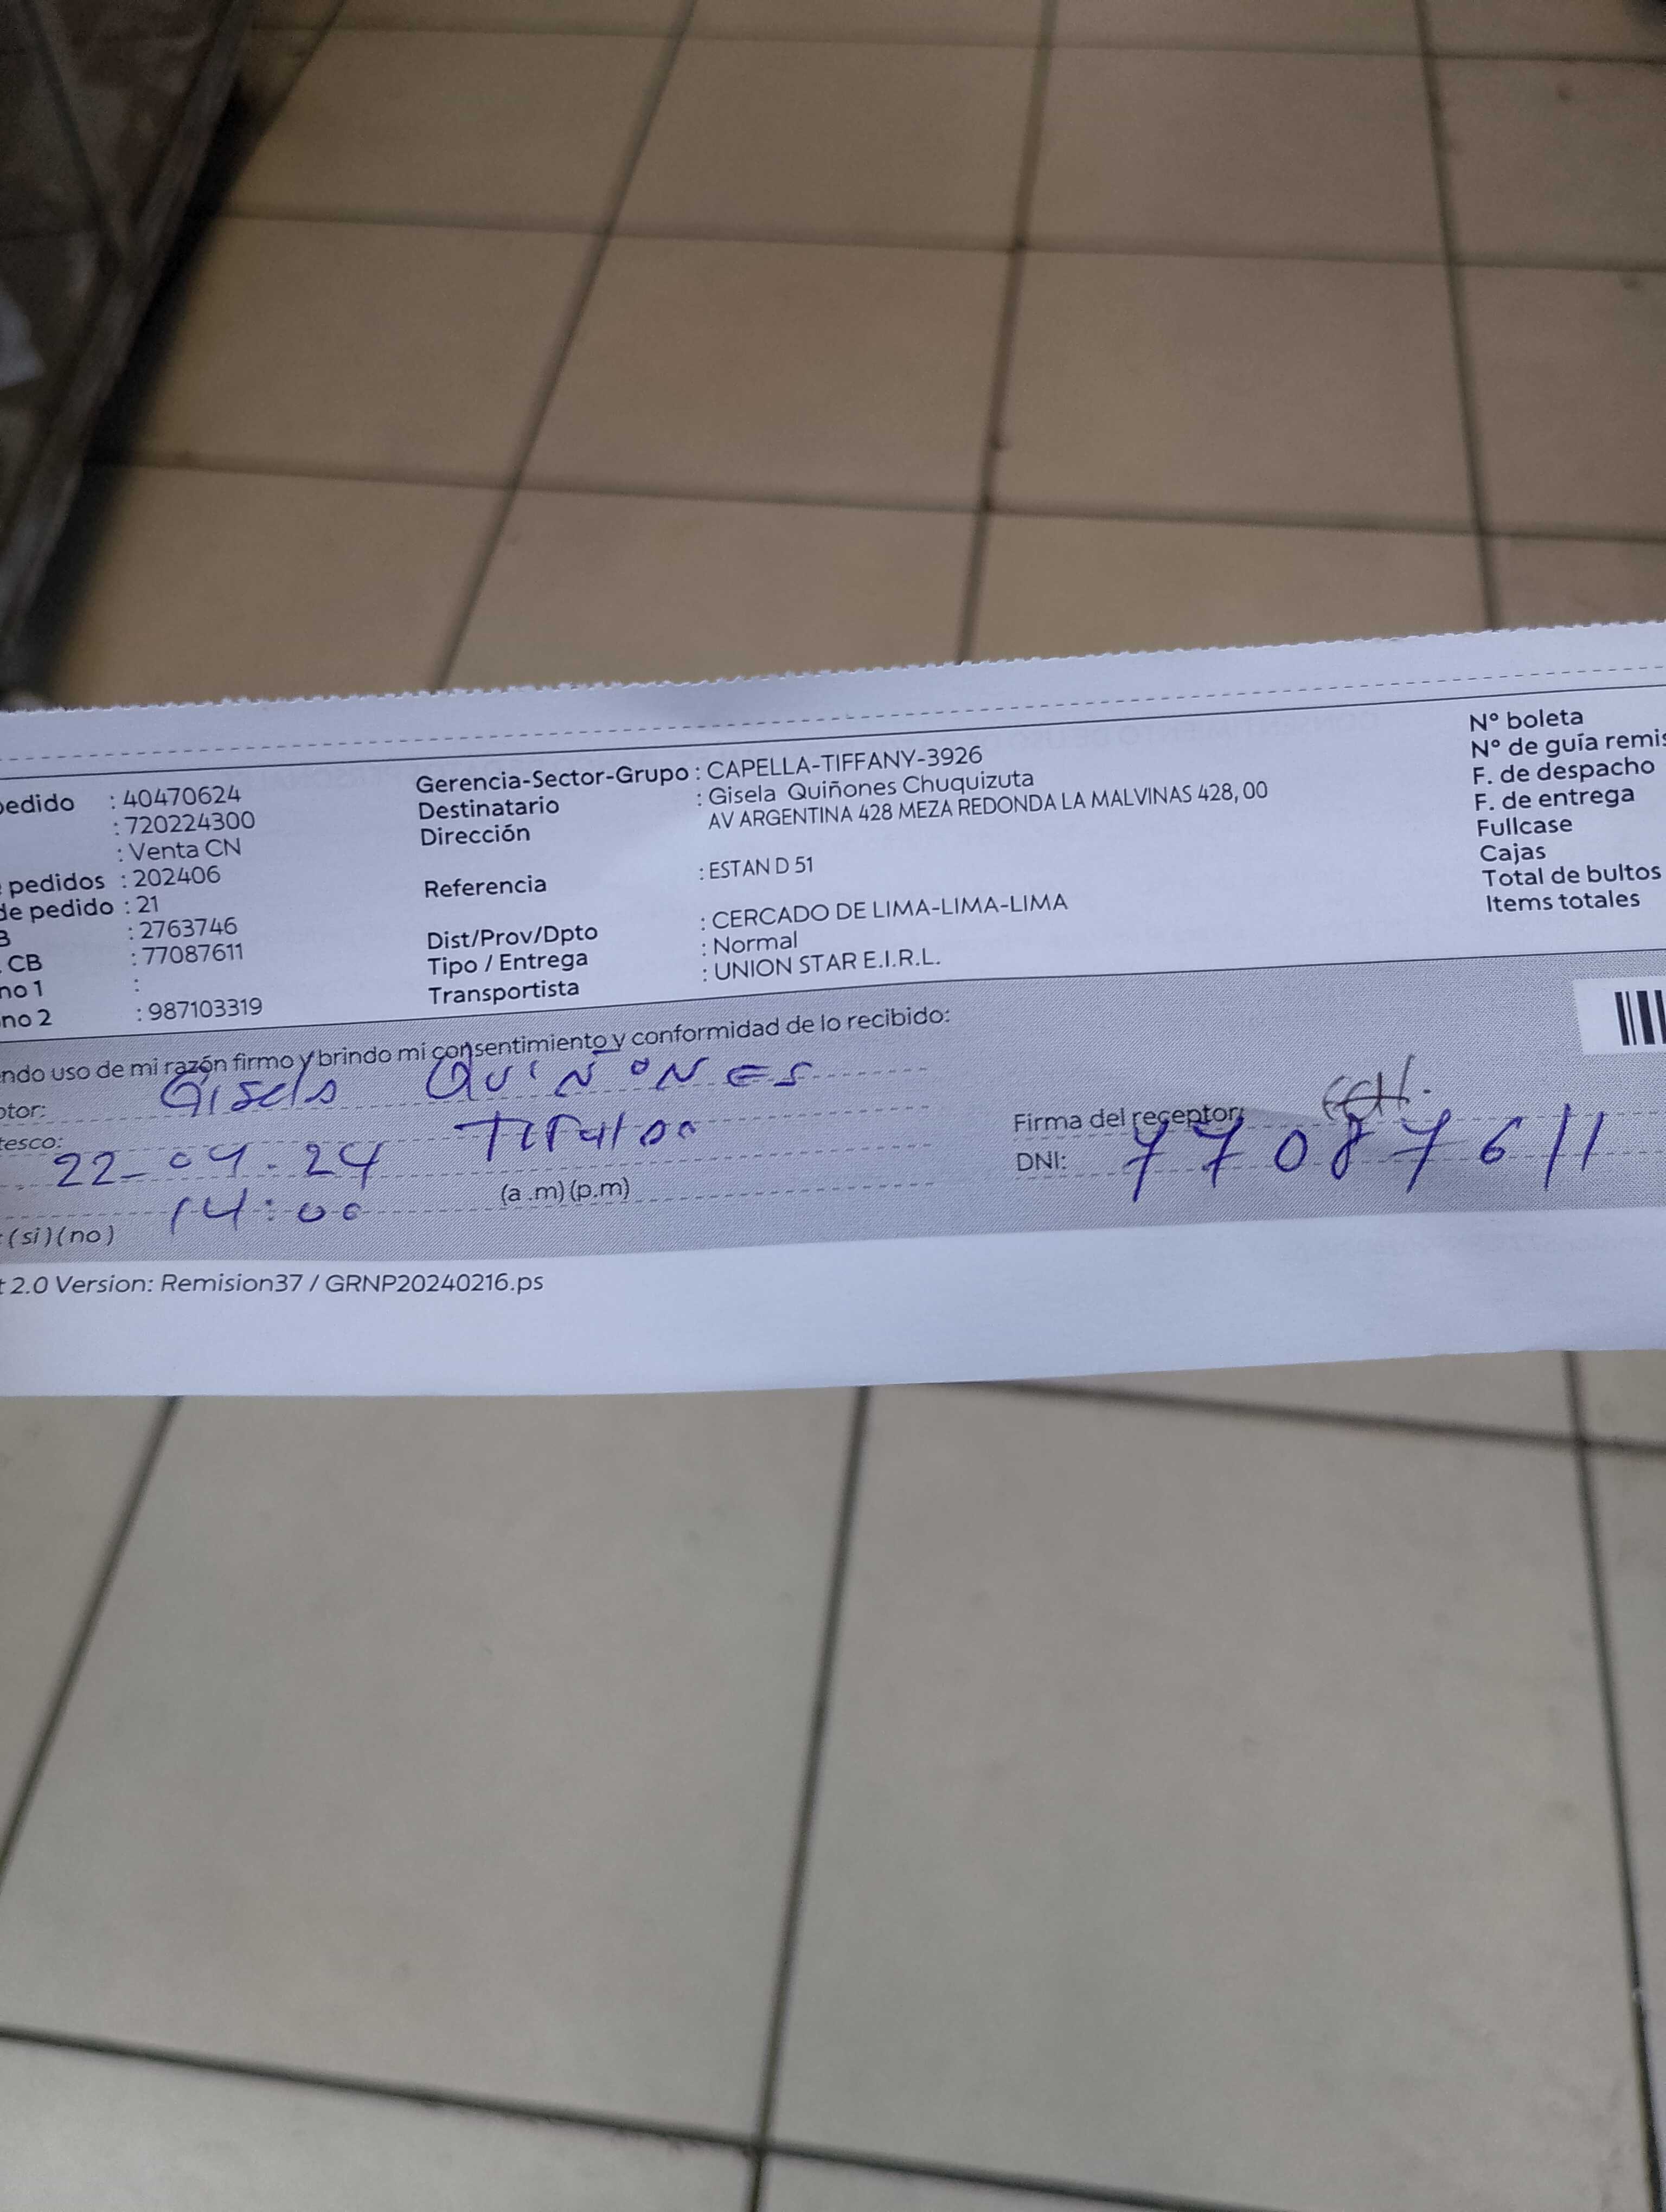 pedido : 40470624
: 720224300
: Venta CN
pedidos : 202406
de pedido : 21
: 2763746
CB : 77087611
no 1 :
no 2 : 987103319
Gerencia-Sector-Grupo : CAPELLA-TIFFANY-3926
Destinatario : Gisela Quiñones Chuquizuta
Dirección AV ARGENTINA 428 MEZA REDONDA LA MALVINAS 428, 00
Referencia : ESTAN D 51
Dist/Prov/Dpto : CERCADO DE LIMA-LIMA-LIMA
Tipo / Entrega : Normal
Transportista : UNION STAR E.I.R.L.
N° boleta
N° de guía remis
F. de despacho
F. de entrega
Fullcase
Cajas
Total de bultos
Items totales
ndo uso de mi razón firmo y brindo mi consentimiento y conformidad de lo recibido:
ptor: Gisela QUIÑONES
tesco: Titular
22-04-24
14:00 (a .m) (p.m)
(si) (no)
Firma del receptor:
DNI: 77087611
t 2.0 Version: Remision37 / GRNP20240216.ps